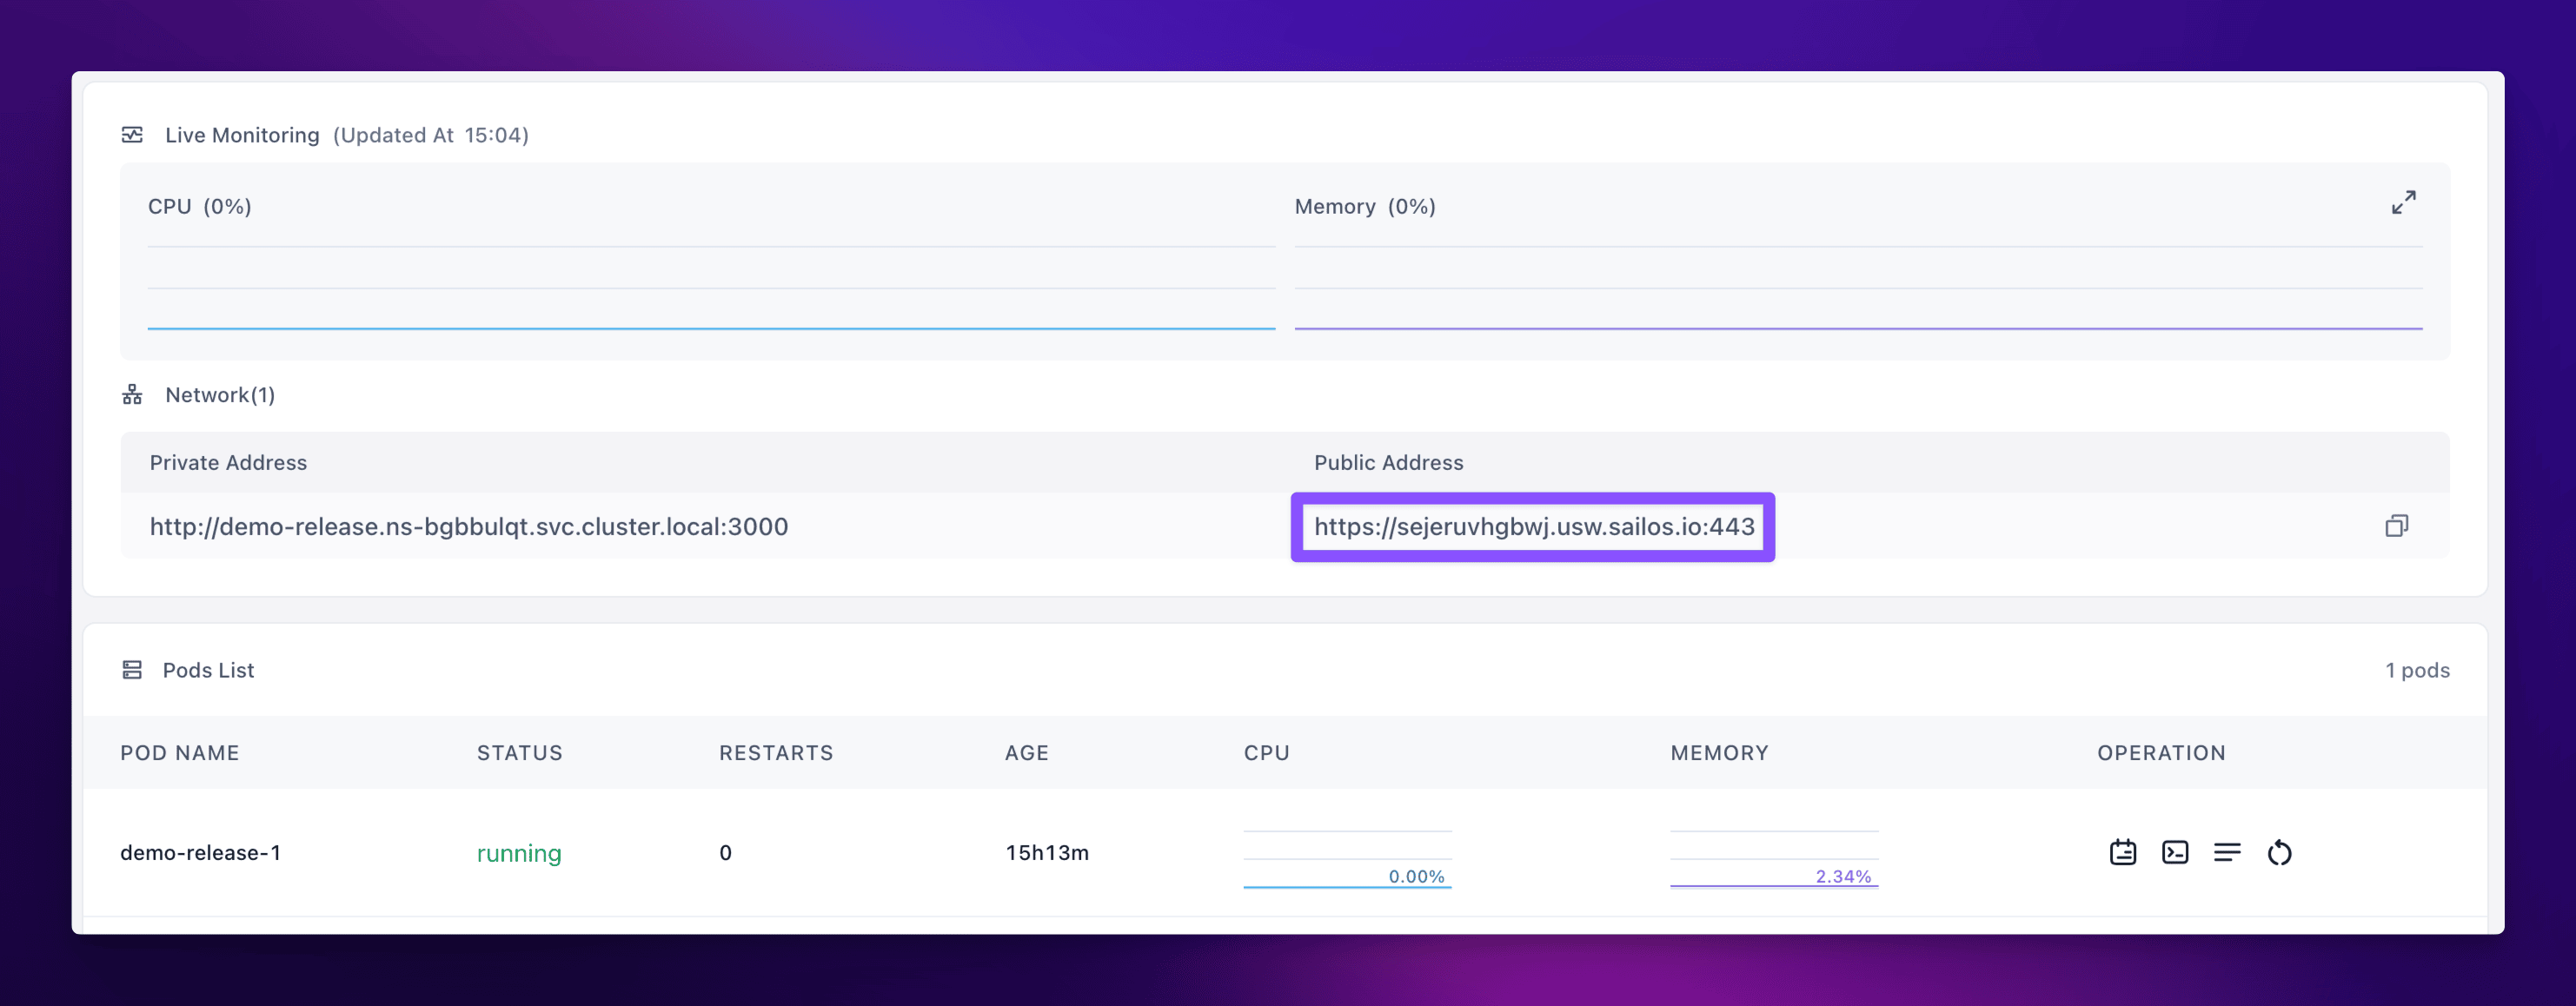 Live Monitoring (Updated At 15:04)
CPU (0%) Memory (0%)
Network(1)
Private Address Public Address
http://demo-release.ns-bgbbulqt.svc.cluster.local:3000 https://sejeruvhgbwj.usw.sailos.io:443
Pods List 1 pods
POD NAME STATUS RESTARTS AGE CPU MEMORY OPERATION
demo-release-1 running 0 15h13m 0.00% 2.34%